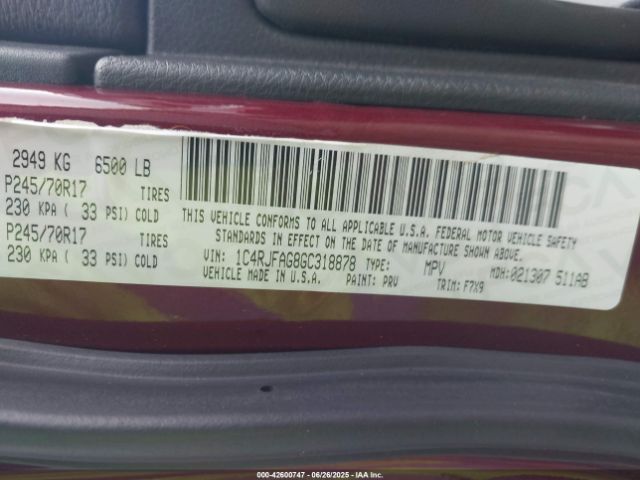 2949 KG 6500 LB
P245/70R17 TIRES
230 KPA ( 33 PSI) COLD
P245/70R17 TIRES
230 KPA ( 33 PSI) COLD
THIS VEHICLE CONFORMS TO ALL APPLICABLE U.S.A. FEDERAL MOTOR VEHICLE SAFETY
STANDARDS IN EFFECT ON THE DATE OF MANUFACTURE SHOWN ABOVE.
VIN: 1C4RJFAG8GC318878 TYPE: MPV MDH:021307 511AB
VEHICLE MADE IN U.S.A. PAINT: PRV TRIM: F7X9
000-42600747 - 06/26/2025 - IAA Inc.